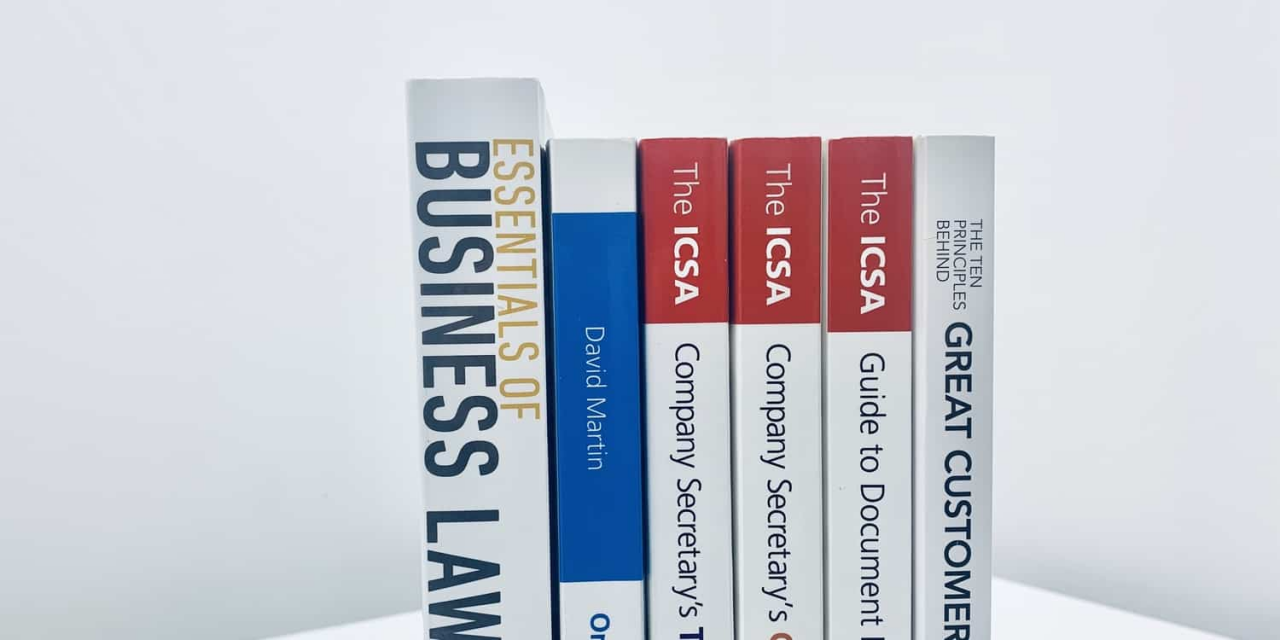 ESSENTIALS OF
BUSINESS LAW
David Martin
The ICSA Company Secretary's
The ICSA Company Secretary's
The ICSA Guide to Document
THE TEN
PRINCIPLES
BEHIND
GREAT CUSTOMER